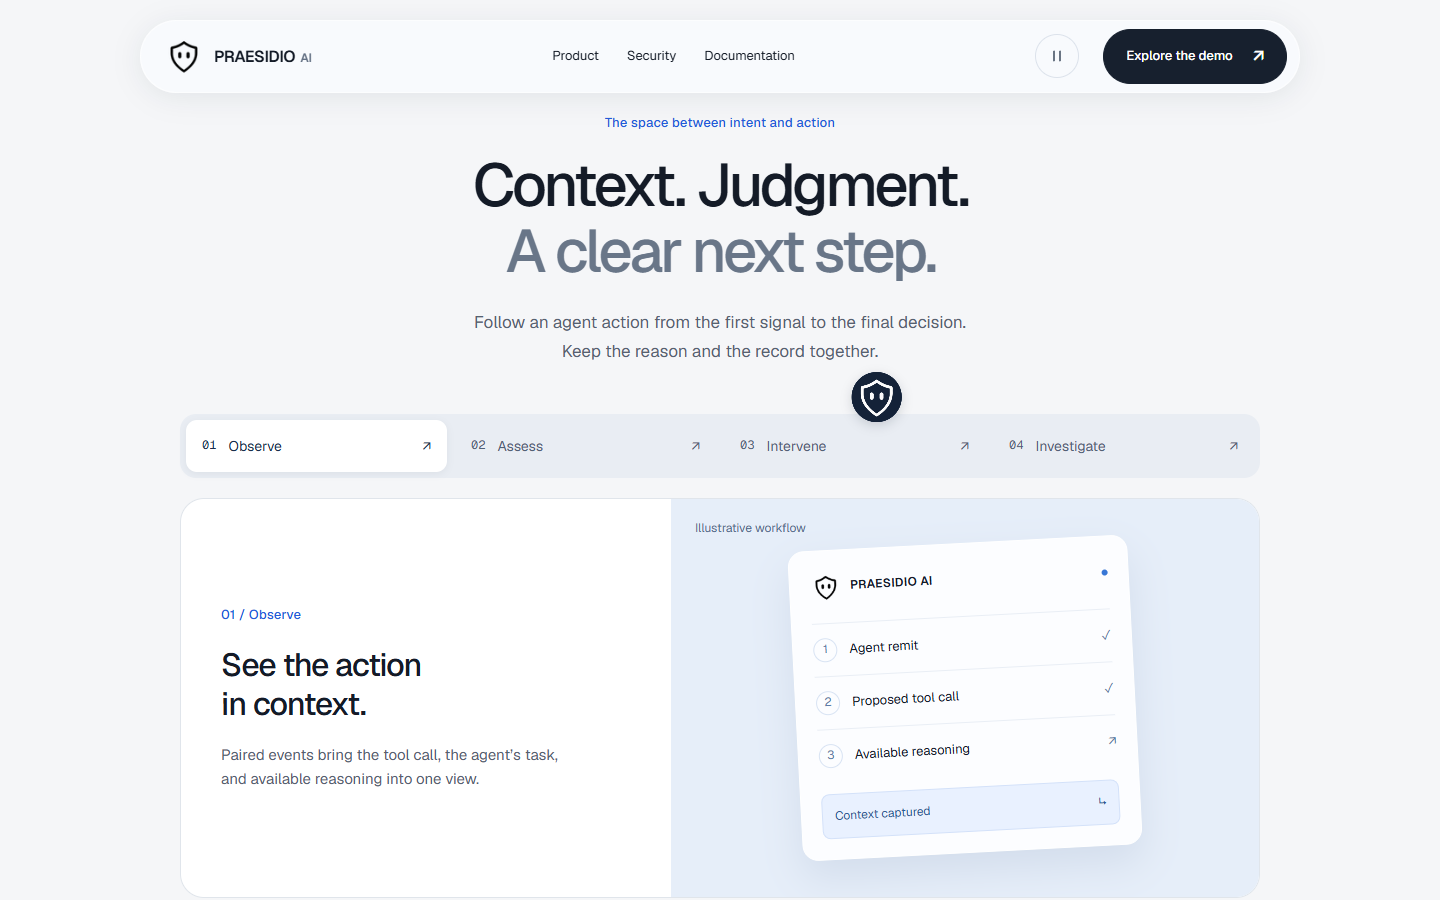 PRAESIDIO AI
Product
Security
Documentation
Explore the demo
The space between intent and action
Context. Judgment.
A clear next step.
Follow an agent action from the first signal to the final decision.
Keep the reason and the record together.
01 Observe
02 Assess
03 Intervene
04 Investigate
01 / Observe
See the action
in context.
Paired events bring the tool call, the agent's task,
and available reasoning into one view.
Illustrative workflow
PRAESIDIO AI
1 Agent remit
2 Proposed tool call
3 Available reasoning
Context captured